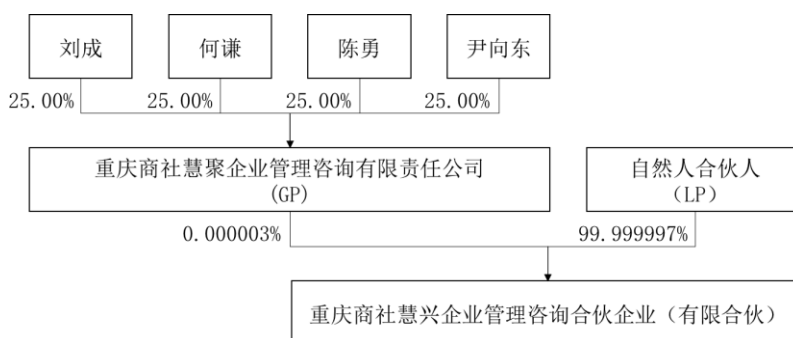 刘成
何谦
陈勇
尹向东
25.00%
25.00%
25.00%
25.00%
重庆商社慧聚企业管理咨询有限责任公司
(GP)
自然人合伙人
（LP）
0.000003%
99.999997%
重庆商社慧兴企业管理咨询合伙企业（有限合伙）